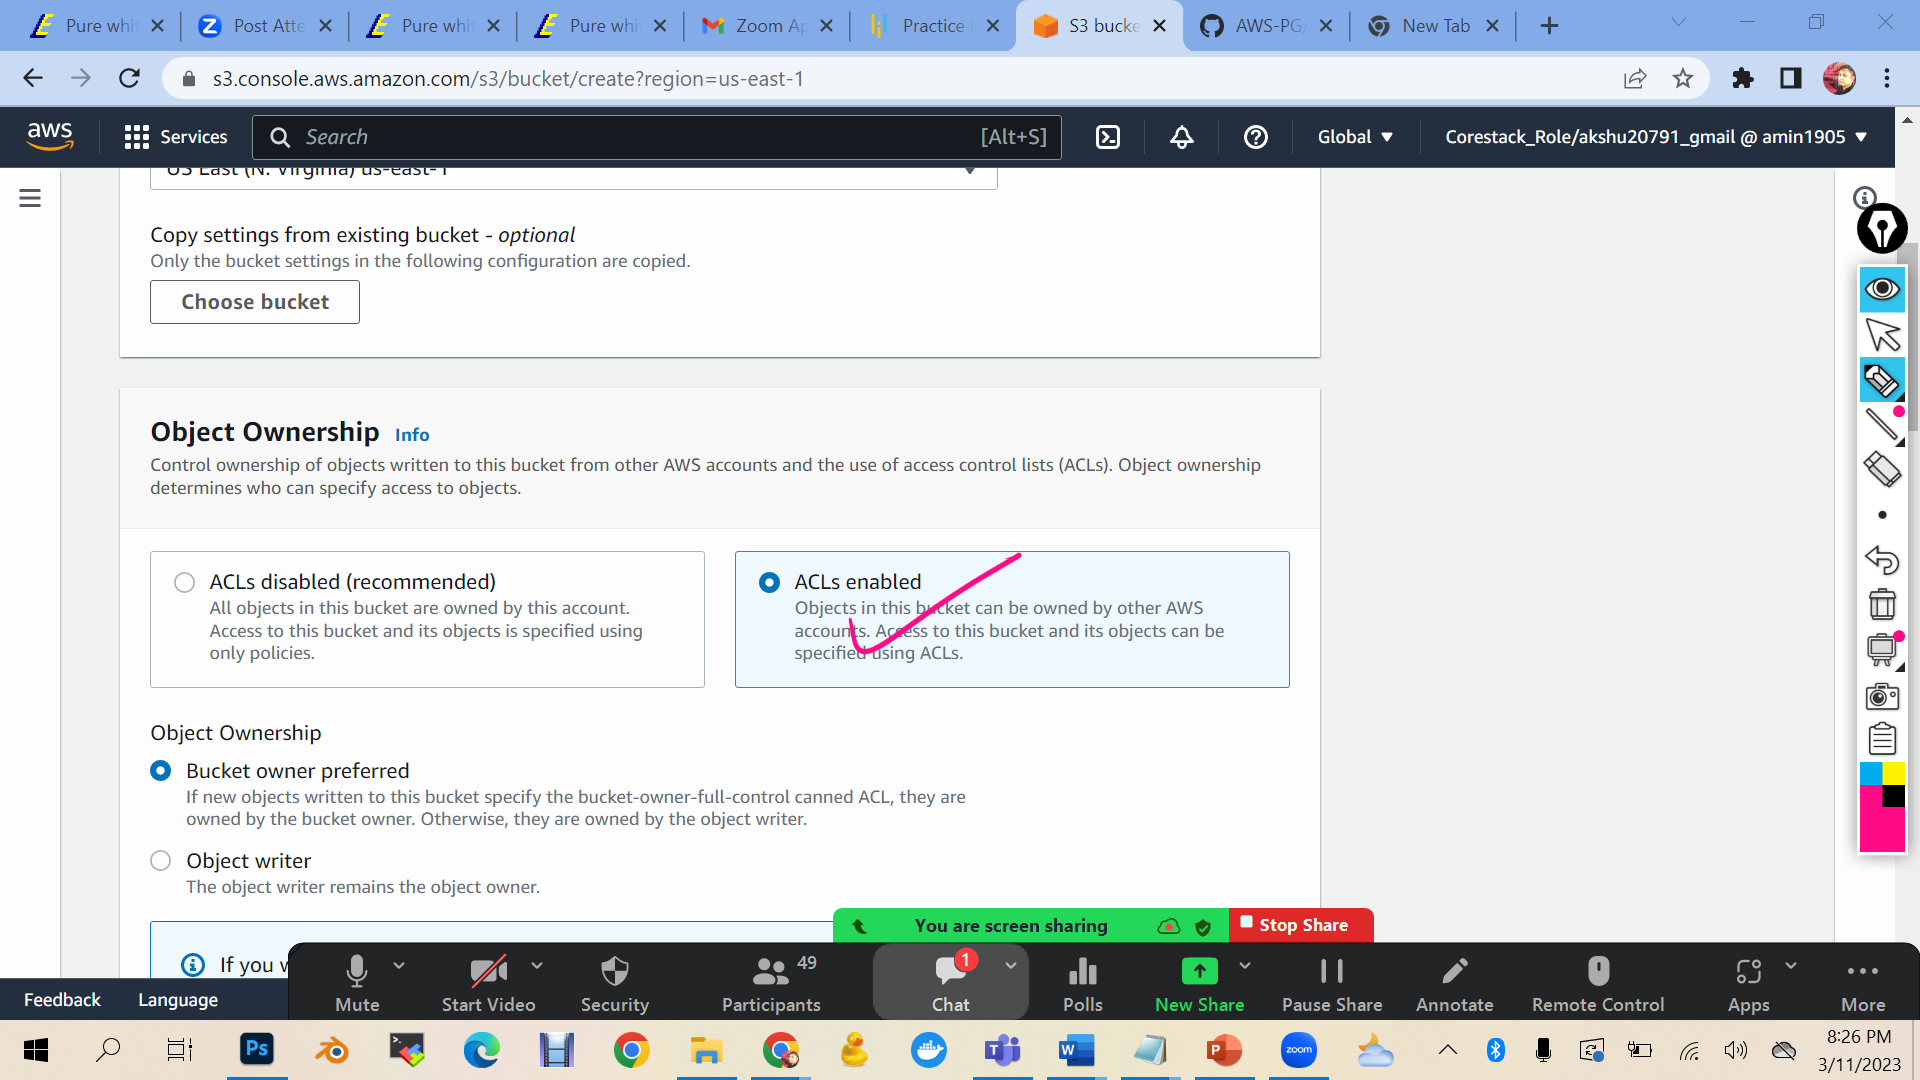 Pure whi
Post Atte
Pure whi
Pure whi
Zoom Ap
Practice
S3 bucke
AWS-PG
New Tab
s3.console.aws.amazon.com/s3/bucket/create?region=us-east-1
aws
Services
Search
[Alt+S]
Global
Corestack_Role/akshu20791_gmail @ amin1905
US East (N. Virginia) us-east-1
Copy settings from existing bucket - optional
Only the bucket settings in the following configuration are copied.
Choose bucket
Object Ownership Info
Control ownership of objects written to this bucket from other AWS accounts and the use of access control lists (ACLs). Object ownership
determines who can specify access to objects.
ACLs disabled (recommended)
All objects in this bucket are owned by this account.
Access to this bucket and its objects is specified using
only policies.
ACLs enabled
Objects in this bucket can be owned by other AWS
accounts. Access to this bucket and its objects can be
specified using ACLs.
Object Ownership
Bucket owner preferred
If new objects written to this bucket specify the bucket-owner-full-control canned ACL, they are
owned by the bucket owner. Otherwise, they are owned by the object writer.
Object writer
The object writer remains the object owner.
You are screen sharing
Stop Share
If you w
Feedback
Language
Mute
Start Video
Security
49
Participants
1
Chat
Polls
New Share
Pause Share
Annotate
Remote Control
Apps
More
Ps
zoom
8:26 PM
3/11/2023